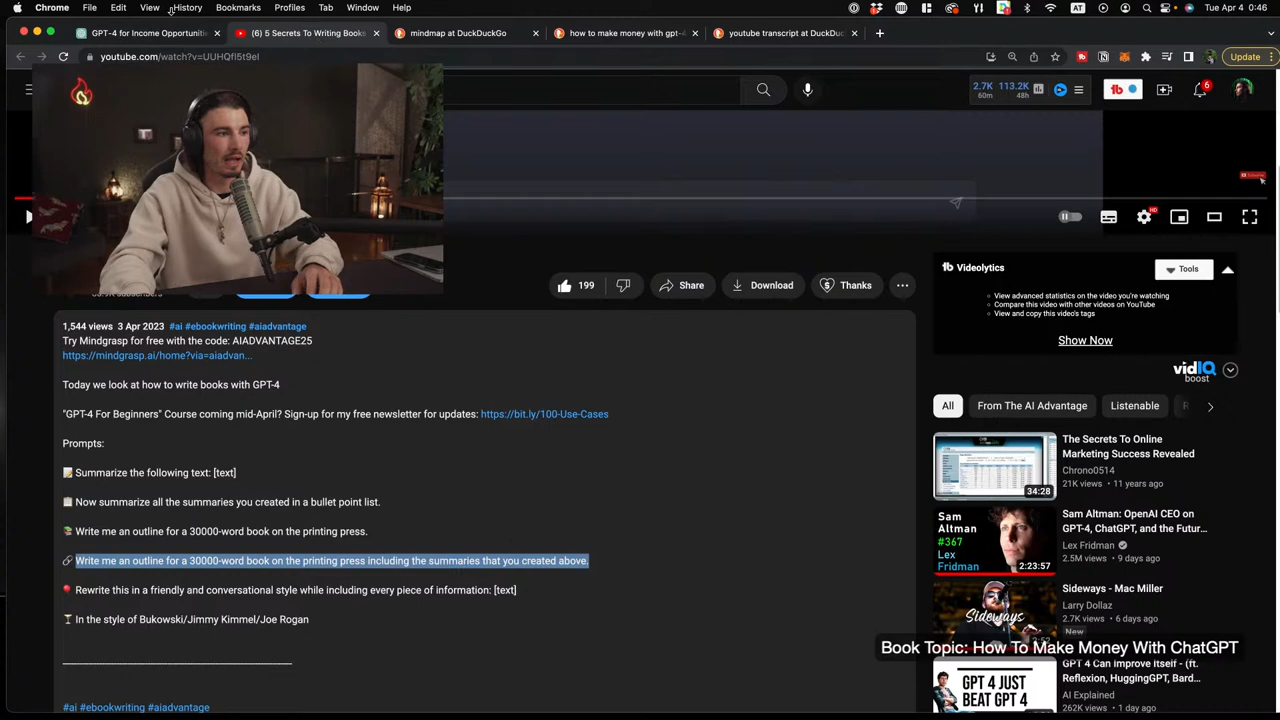 Chrome File Edit View History Bookmarks Profiles Tab Window Help
AT Tue Apr 4 0:46
GPT-4 for Income Opportuniti
(5) 5 Secrets To Writing Books
mindmap at DuckDuckGo
how to make money with gpt-4
youtube transcript at DuckDu
youtube.com/watch?v=UUHQfI5t9eI
Update
2.7K 113.2K
60m 48h
6
199
Share
Download
Thanks
1,544 views 3 Apr 2023 #ai #ebookwriting #aiadvantage
Try Mindgrasp for free with the code: AIADVANTAGE25
https://mindgrasp.ai/home?via=aiadvan...
Today we look at how to write books with GPT-4
"GPT-4 For Beginners" Course coming mid-April? Sign-up for my free newsletter for updates: https://bit.ly/100-Use-Cases
Prompts:
📝 Summarize the following text: [text]
📋 Now summarize all the summaries you created in a bullet point list.
📚 Write me an outline for a 30000-word book on the printing press.
🔗 Write me an outline for a 30000-word book on the printing press including the summaries that you created above.
🎈 Rewrite this in a friendly and conversational style while including every piece of information: [text]
🍸 In the style of Bukowski/Jimmy Kimmel/Joe Rogan
#ai #ebookwriting #aiadvantage
tb Videolytics
Tools
View advanced statistics on the video you're watching
Compare this video with other videos on YouTube
View and copy this video's tags
Show Now
vidIQ
boost
All
From The AI Advantage
Listenable
The Secrets To Online
Marketing Success Revealed
Chrono0514
21K views • 11 years ago
34:28
Sam Altman: OpenAI CEO on
GPT-4, ChatGPT, and the Futur...
Lex Fridman
2.5M views • 9 days ago
SAM
ALTMAN
#367
LEX
FRIDMAN
2:23:57
Sideways - Mac Miller
Larry Dollaz
2.7K views • 6 days ago
New
Sideways
Book Topic: How To Make Money With ChatGPT
GPT 4 Can Improve Itself - (ft.
Reflexion, HuggingGPT, Bard...
AI Explained
262K views • 1 day ago
GPT 4 JUST
BEAT GPT 4